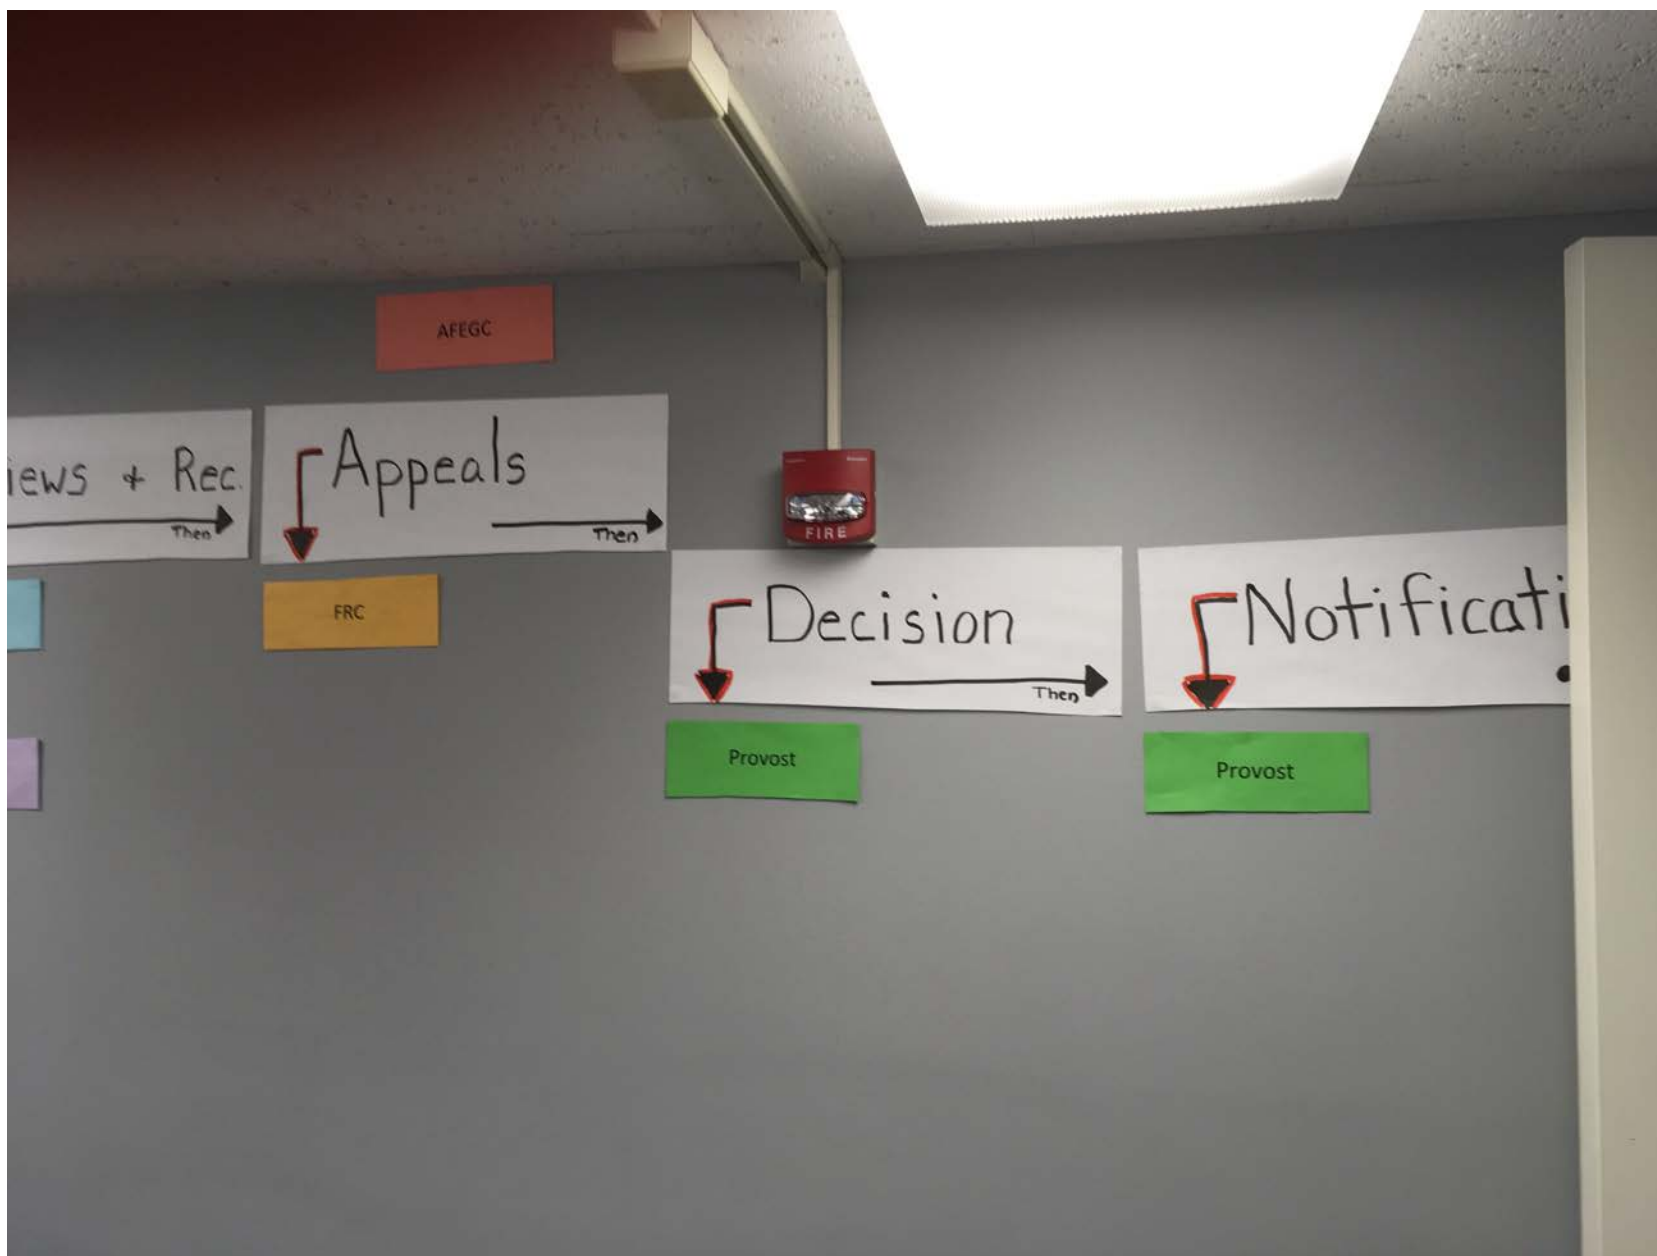 AFEGC
iews + Rec.
Then
Appeals
Then
FRC
FIRE
Decision
Then
Provost
Notificati
Provost